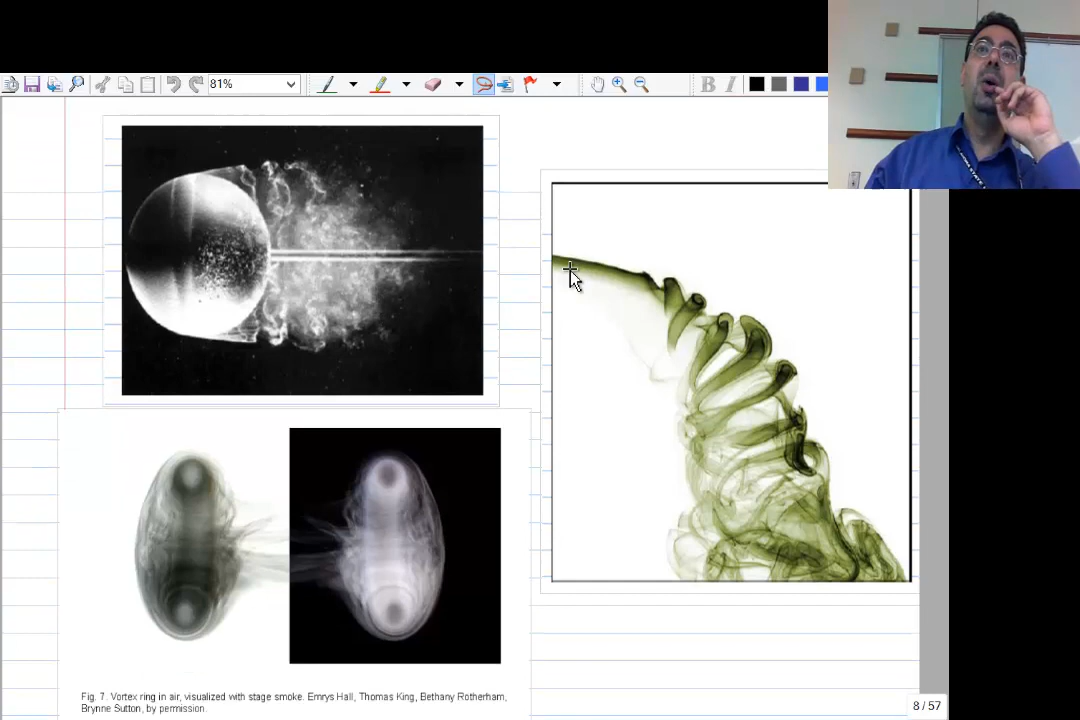 81%
B I
Fig. 7. Vortex ring in air, visualized with stage smoke. Emrys Hall, Thomas King, Bethany Rotherham,
Brynne Sutton, by permission.
8 / 57